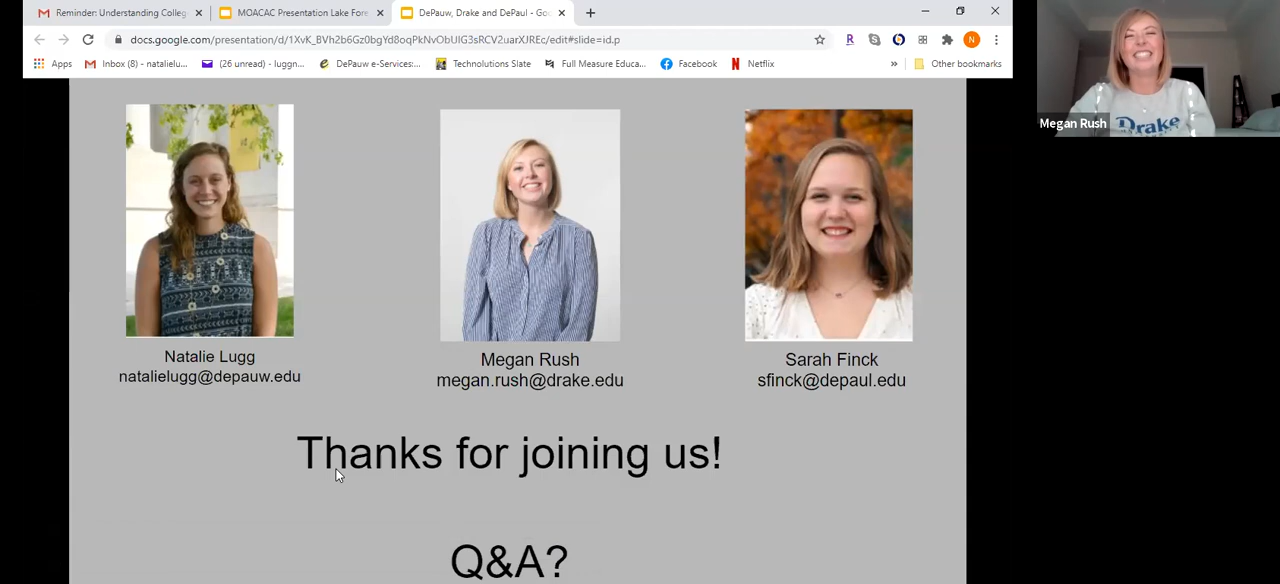 Reminder: Understanding Colleg
MOACAC Presentation Lake Fore
DePauw, Drake and DePaul - Goo
docs.google.com/presentation/d/1XvK_BVh2b6Gz0bgYd8oqPkNvObUIG3sRCV2uarXJREc/edit#slide=id.p
Apps
Inbox (8) - natalielu...
(26 unread) - luggn...
DePauw e-Services:...
Technolutions Slate
Full Measure Educa...
Facebook
Netflix
»
Other bookmarks
R
N
Megan Rush
Drake
Natalie Lugg
natalielugg@depauw.edu
Megan Rush
megan.rush@drake.edu
Sarah Finck
sfinck@depaul.edu
Thanks for joining us!
Q&A?